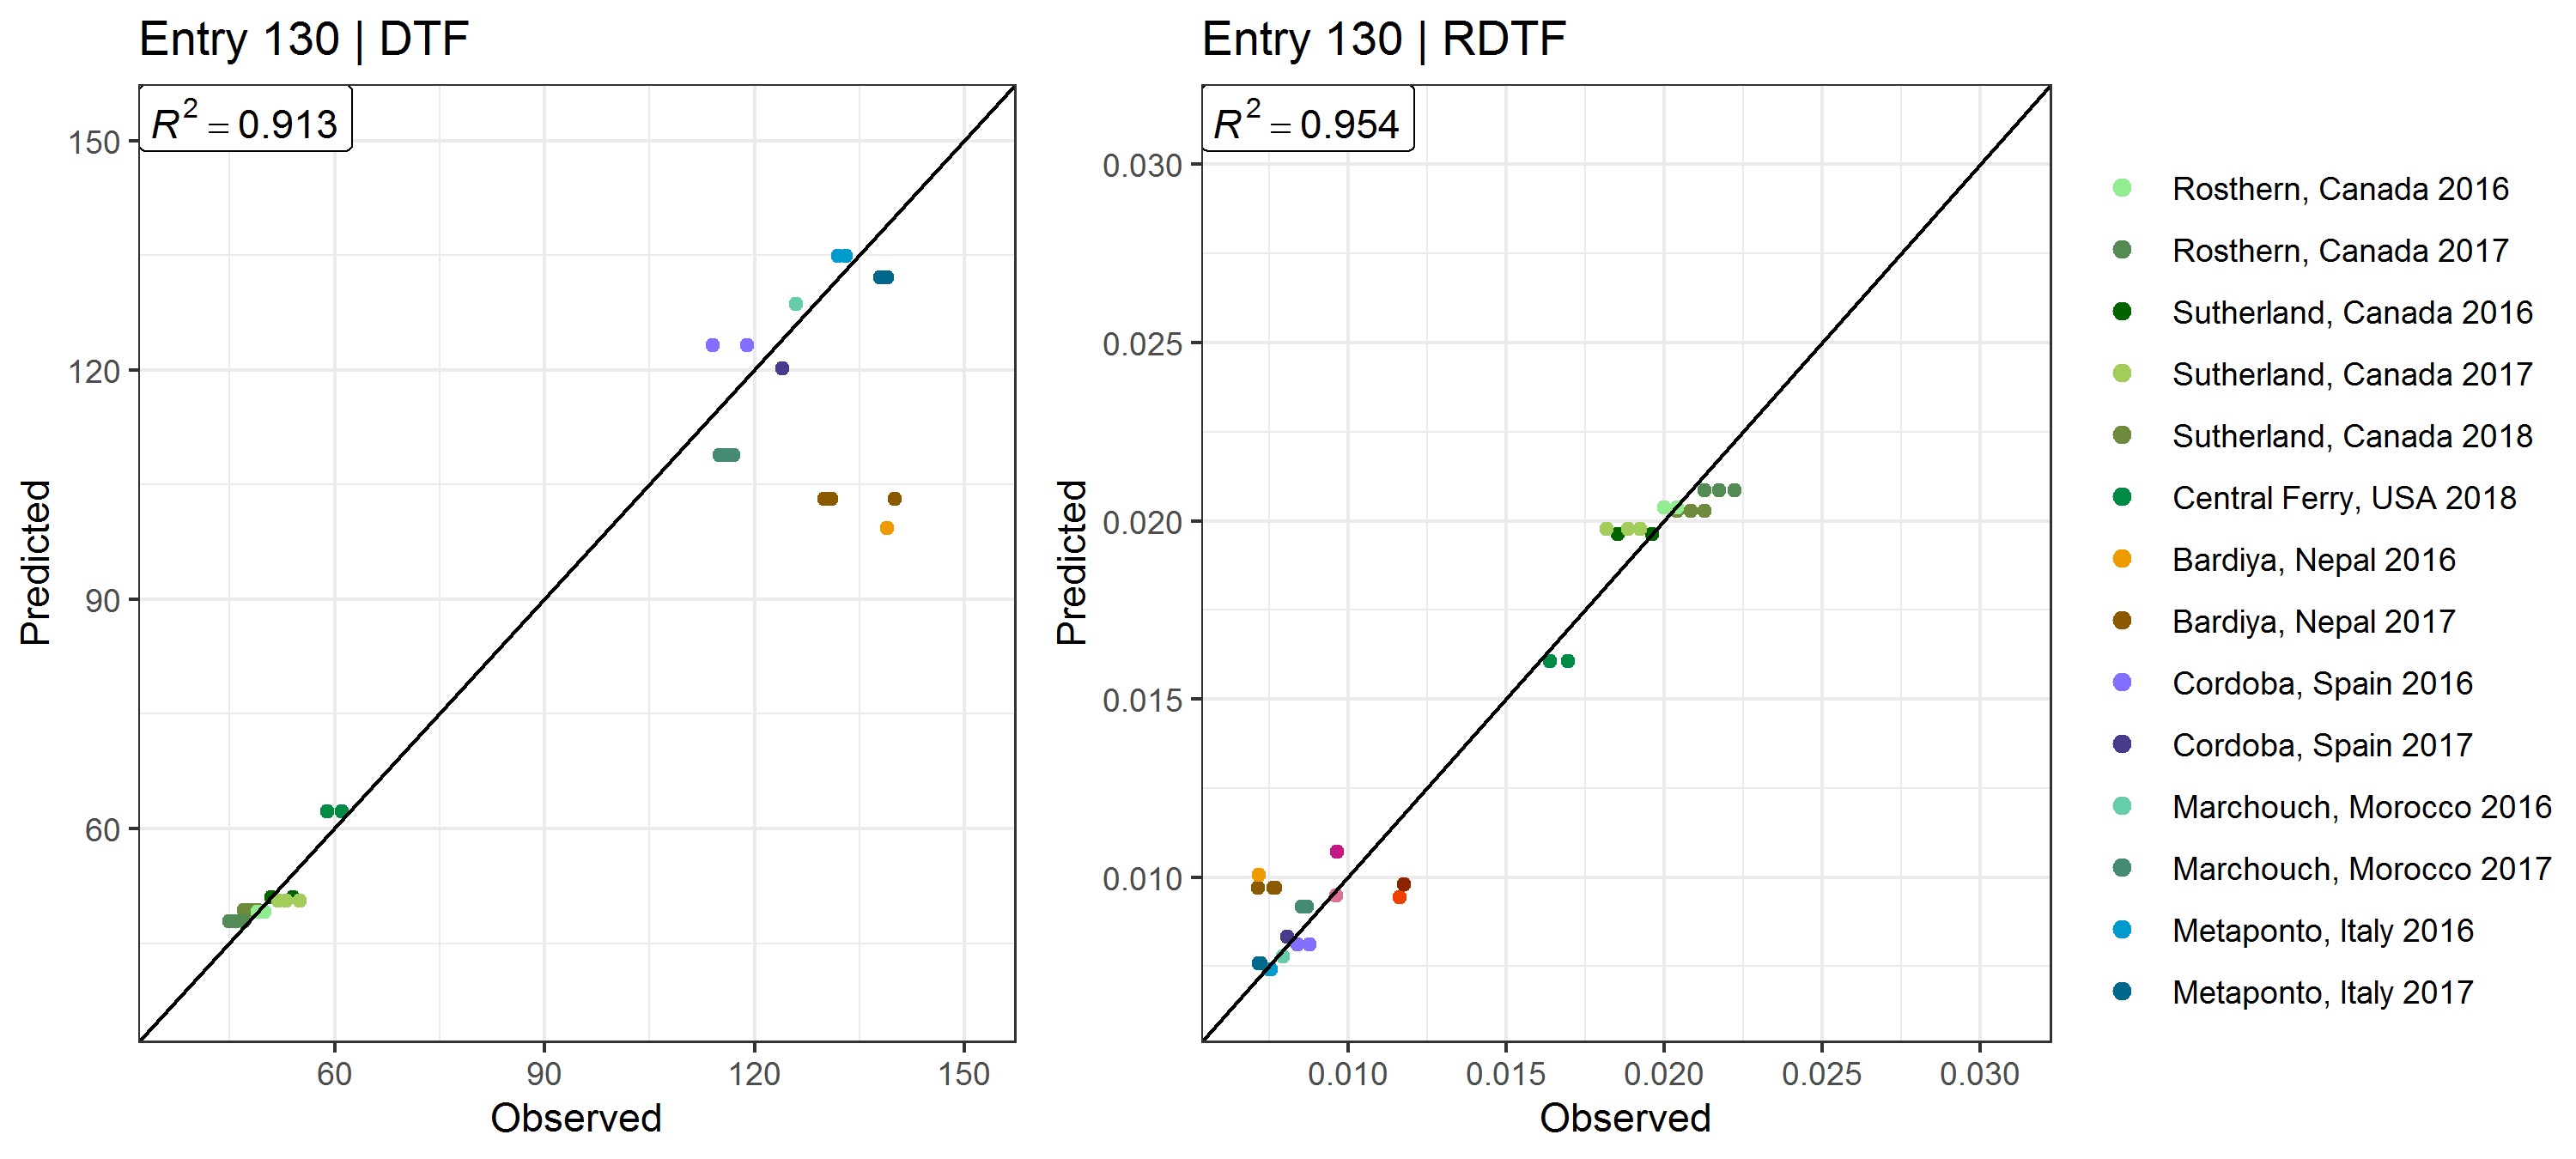 Entry 130 | DTF
R² = 0.913
150
120
90
60
Predicted
60 90 120 150
Observed
Entry 130 | RDTF
R² = 0.954
0.030
0.025
0.020
0.015
0.010
Predicted
0.010 0.015 0.020 0.025 0.030
Observed
Rosthern, Canada 2016
Rosthern, Canada 2017
Sutherland, Canada 2016
Sutherland, Canada 2017
Sutherland, Canada 2018
Central Ferry, USA 2018
Bardiya, Nepal 2016
Bardiya, Nepal 2017
Cordoba, Spain 2016
Cordoba, Spain 2017
Marchouch, Morocco 2016
Marchouch, Morocco 2017
Metaponto, Italy 2016
Metaponto, Italy 2017